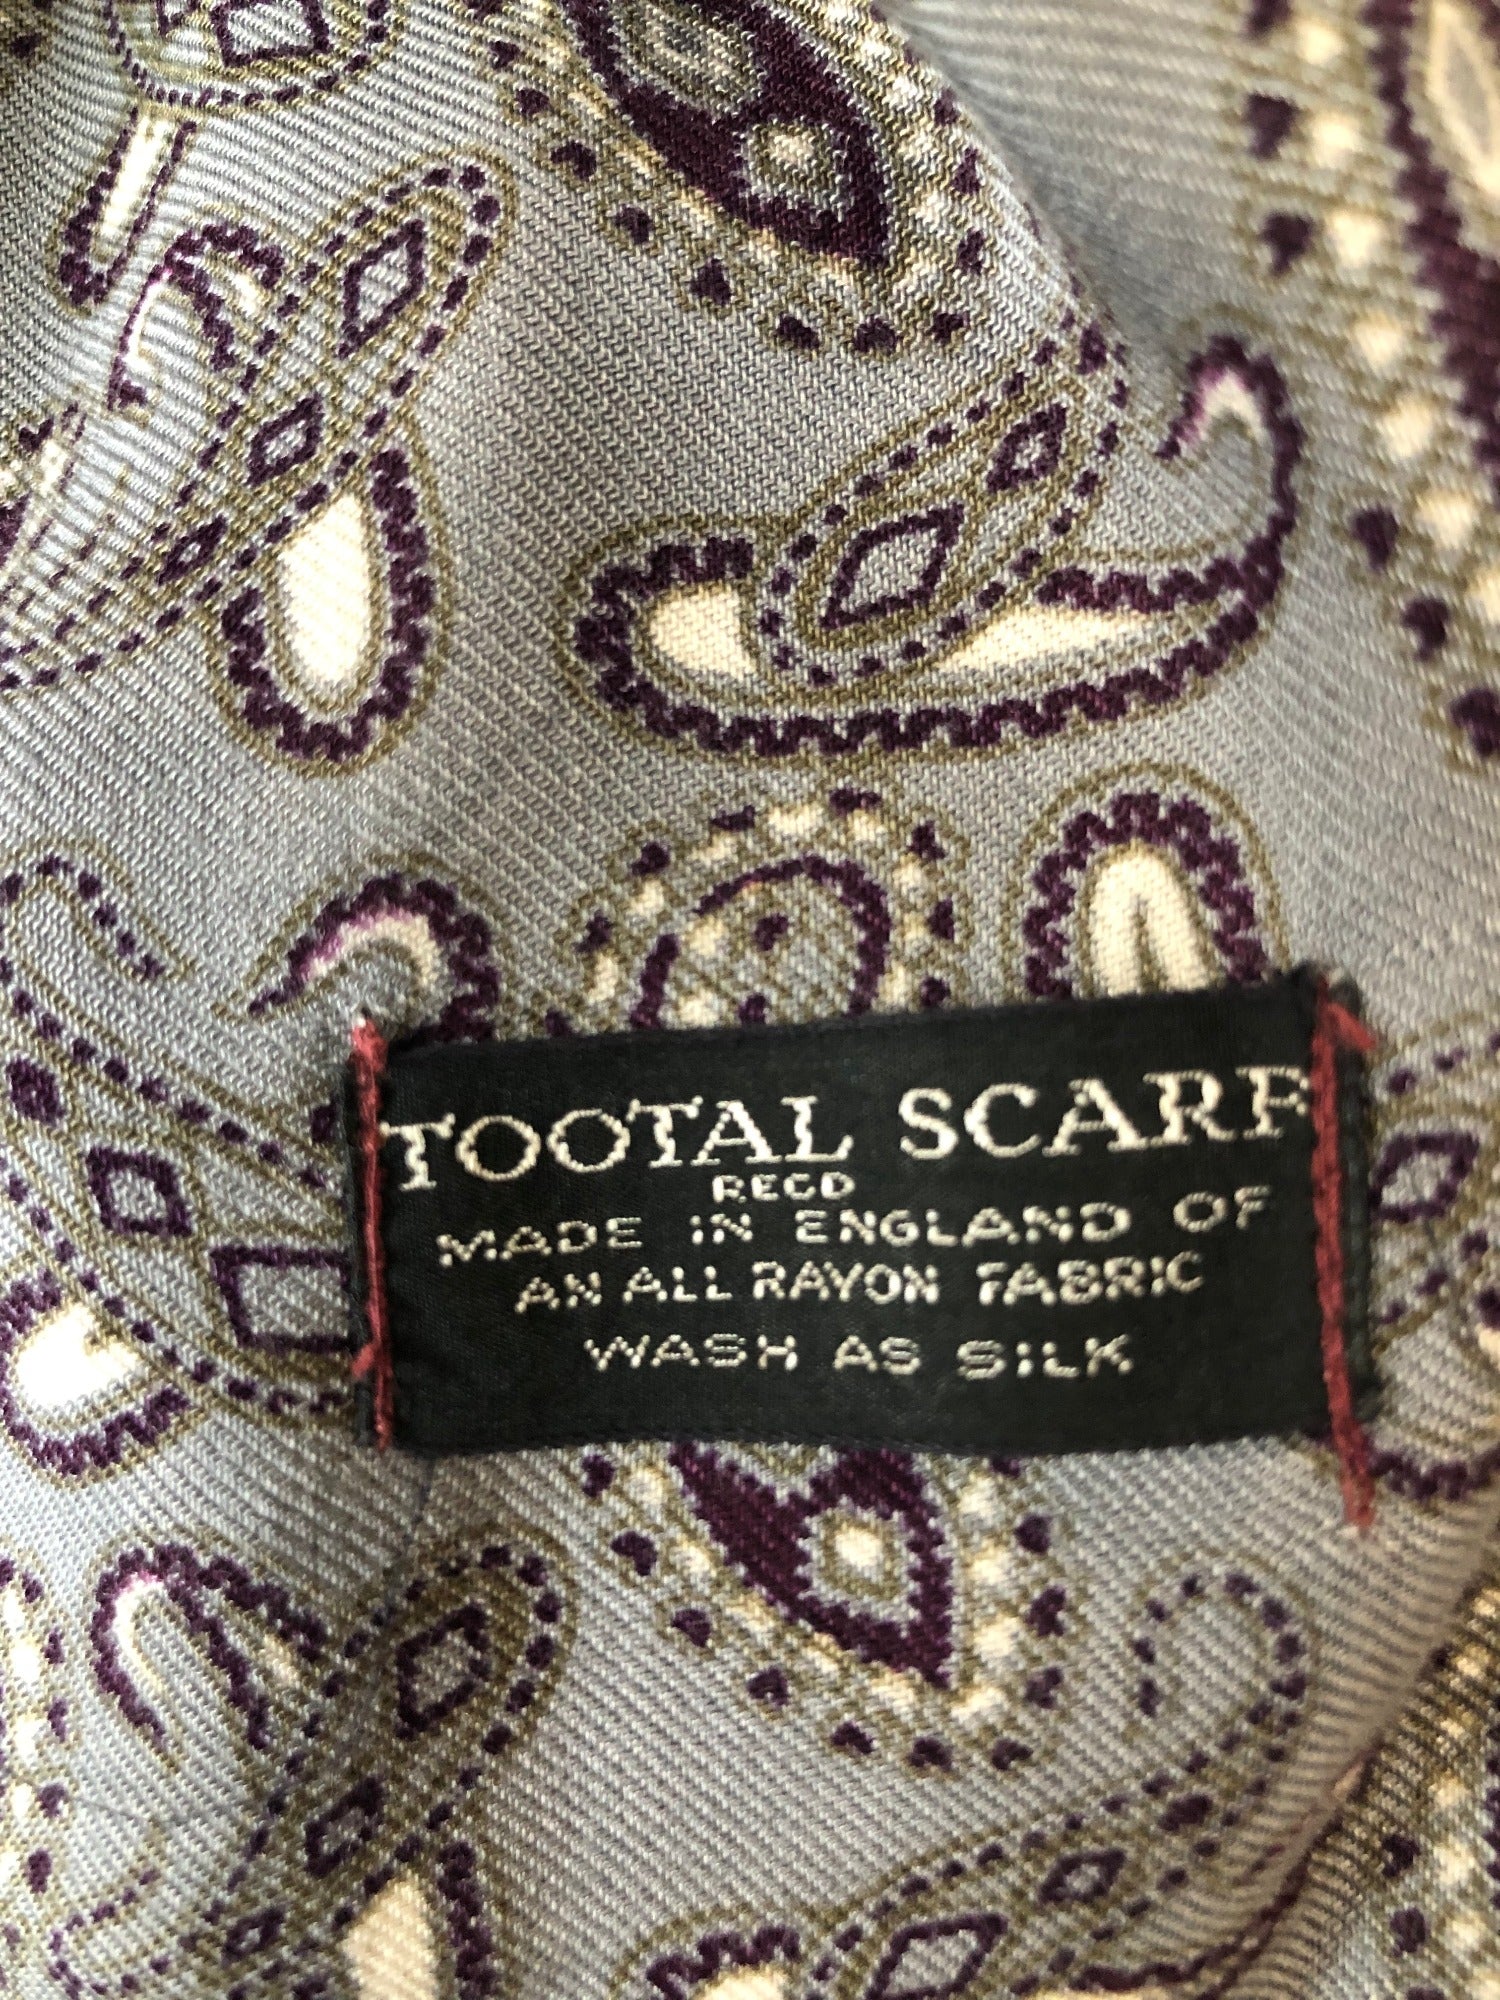 TOOTAL SCARF
REGD
MADE IN ENGLAND OF
AN ALL RAYON FABRIC
WASH AS SILK